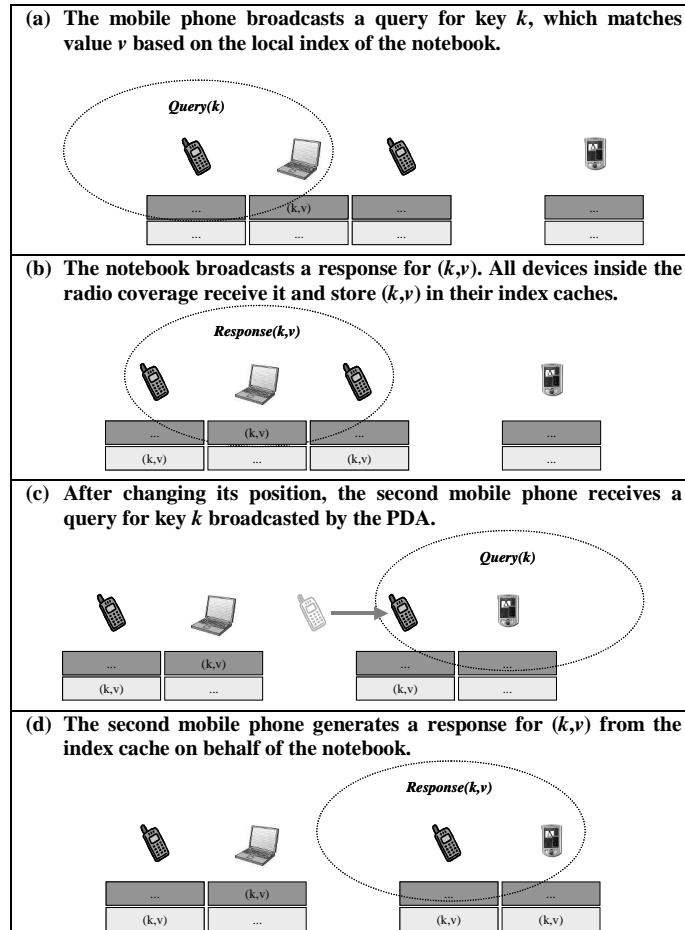 (a) The mobile phone broadcasts a query for key k, which matches
value v based on the local index of the notebook.
Query(k)
... (k,v) ... ...
... ... ... ...
(b) The notebook broadcasts a response for (k,v). All devices inside the
radio coverage receive it and store (k,v) in their index caches.
Response(k,v)
... (k,v) ... ...
(k,v) ... (k,v) ...
(c) After changing its position, the second mobile phone receives a
query for key k broadcasted by the PDA.
Query(k)
... (k,v) ... ...
(k,v) ... (k,v) ...
(d) The second mobile phone generates a response for (k,v) from the
index cache on behalf of the notebook.
Response(k,v)
... (k,v) ... ...
(k,v) ... (k,v) (k,v)